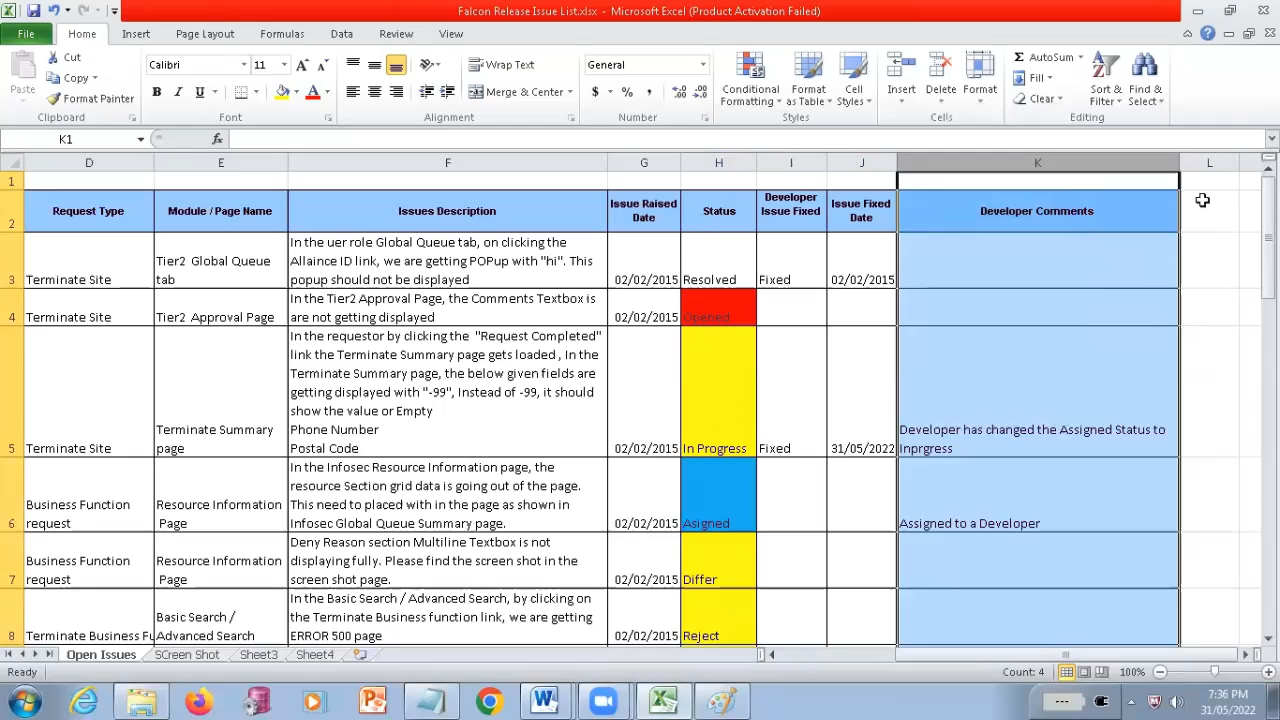 Falcon Release Issue List.xlsx - Microsoft Excel (Product Activation Failed)
File Home Insert Page Layout Formulas Data Review View
Paste Cut Copy Format Painter Clipboard
Calibri 11 B I U Font
Wrap Text Merge & Center Alignment
General $ % , Number
Conditional Formatting Format as Table Cell Styles Styles
Insert Delete Format Cells
AutoSum Fill Clear Sort & Filter Find & Select Editing
K1 fx
D E F G H I J K L
1
2 Request Type Module / Page Name Issues Description Issue Raised Date Status Developer Issue Fixed Issue Fixed Date Developer Comments
In the uer role Global Queue tab, on clicking the
Tier2 Global Queue Allaince ID link, we are getting POPup with "hi". This
3 Terminate Site tab popup should not be displayed 02/02/2015 Resolved Fixed 02/02/2015
In the Tier2 Approval Page, the Comments Textbox is
4 Terminate Site Tier2 Approval Page are not getting displayed 02/02/2015 Opened
In the requestor by clicking the "Request Completed"
link the Terminate Summary page gets loaded , In the
Terminate Summary page, the below given fields are
getting displayed with "-99", Instead of -99, it should
show the value or Empty
Terminate Summary Phone Number Developer has changed the Assigned Status to
5 Terminate Site page Postal Code 02/02/2015 In Progress Fixed 31/05/2022 Inprgress
In the Infosec Resource Information page, the
resource Section grid data is going out of the page.
Business Function Resource Information This need to placed with in the page as shown in
6 request Page Infosec Global Queue Summary page. 02/02/2015 Asigned Assigned to a Developer
Deny Reason section Multiline Textbox is not
Business Function Resource Information displaying fully. Please find the screen shot in the
7 request Page screen shot page. 02/02/2015 Differ
In the Basic Search / Advanced Search, by clicking on
Basic Search / the Terminate Business function link, we are getting
8 Terminate Business Fu Advanced Search ERROR 500 page 02/02/2015 Reject
Open Issues SCreen Shot Sheet3 Sheet4
Ready Count: 4 100%
7:36 PM
31/05/2022